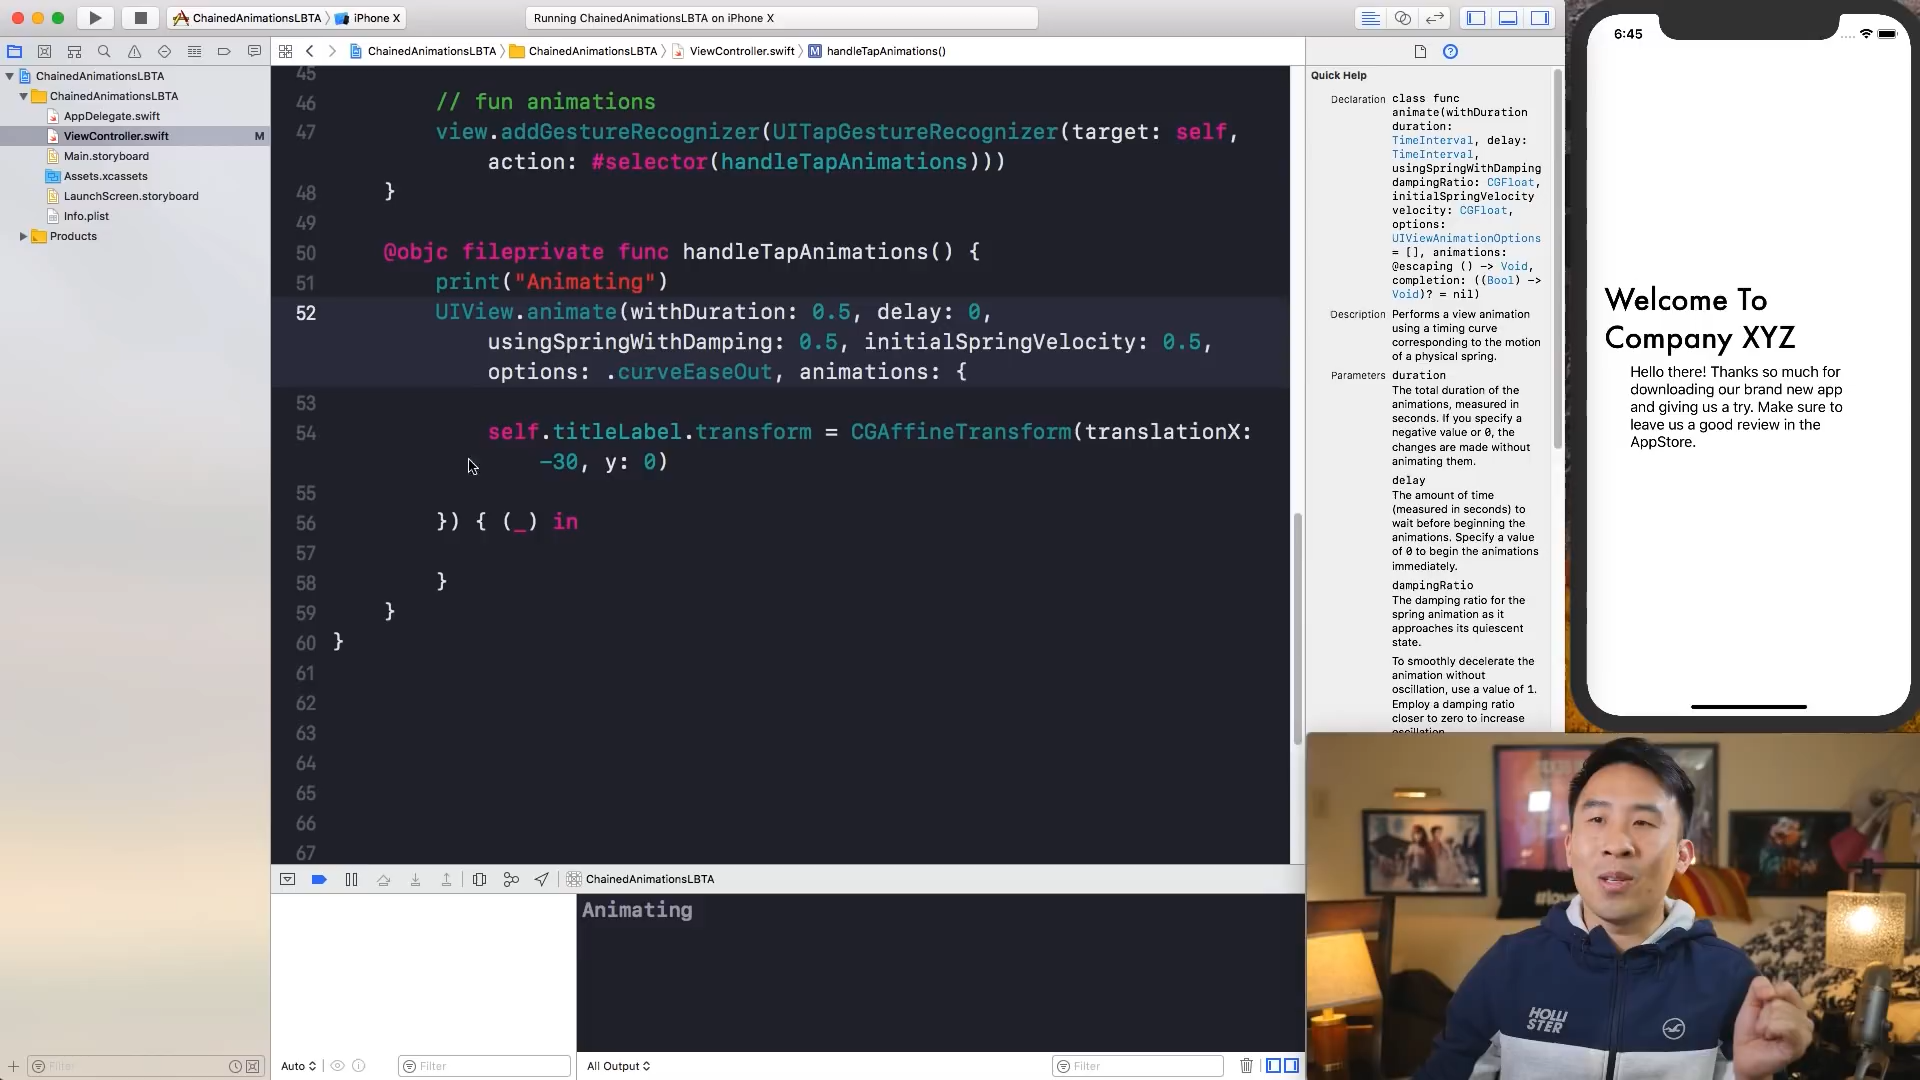 ChainedAnimationsLBTA 〉 iPhone X
Running ChainedAnimationsLBTA on iPhone X
ChainedAnimationsLBTA
ChainedAnimationsLBTA
AppDelegate.swift
ViewController.swift M
Main.storyboard
Assets.xcassets
LaunchScreen.storyboard
Info.plist
Products
Filter
ChainedAnimationsLBTA 〉 ChainedAnimationsLBTA 〉 ViewController.swift 〉 M handleTapAnimations()
45
46 // fun animations
47 view.addGestureRecognizer(UITapGestureRecognizer(target: self,
action: #selector(handleTapAnimations)))
48 }
49
50 @objc fileprivate func handleTapAnimations() {
51 print("Animating")
52 UIView.animate(withDuration: 0.5, delay: 0,
usingSpringWithDamping: 0.5, initialSpringVelocity: 0.5,
options: .curveEaseOut, animations: {
53
54 self.titleLabel.transform = CGAffineTransform(translationX:
-30, y: 0)
55
56 }) { (_) in
57
58 }
59 }
60 }
61
62
63
64
65
66
67
ChainedAnimationsLBTA
Animating
Auto
Filter
All Output
Filter
Quick Help
Declaration class func
animate(withDuration
duration:
TimeInterval, delay:
TimeInterval,
usingSpringWithDamping
dampingRatio: CGFloat,
initialSpringVelocity
velocity: CGFloat,
options:
UIViewAnimationOptions
= [], animations:
@escaping () -> Void,
completion: ((Bool) ->
Void)? = nil)
Description Performs a view animation
using a timing curve
corresponding to the motion
of a physical spring.
Parameters duration
The total duration of the
animations, measured in
seconds. If you specify a
negative value or 0, the
changes are made without
animating them.
delay
The amount of time
(measured in seconds) to
wait before beginning the
animations. Specify a value
of 0 to begin the animations
immediately.
dampingRatio
The damping ratio for the
spring animation as it
approaches its quiescent
state.
To smoothly decelerate the
animation without
oscillation, use a value of 1.
Employ a damping ratio
closer to zero to increase
oscillation.
6:45
Welcome To
Company XYZ
Hello there! Thanks so much for
downloading our brand new app
and giving us a try. Make sure to
leave us a good review in the
AppStore.
HOLLI
STER